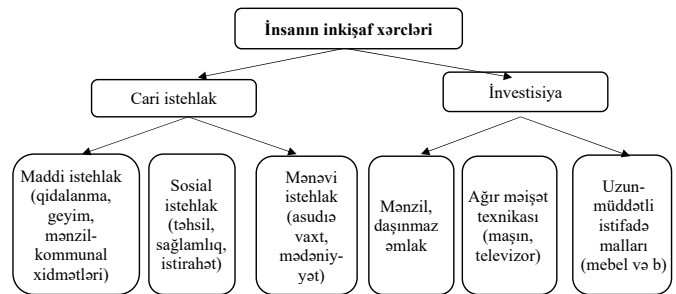 İnsanın inkişaf xərcləri
Cari istehlak
İnvestisiya
Maddi istehlak
(qidalanma,
geyim,
mənzil-
kommunal
xidmətləri)
Sosial
istehlak
(təhsil,
sağlamlıq,
istirahət)
Mənəvi
istehlak
(asudıə
vaxt,
mədəniy-
yət)
Mənzil,
daşınmaz
əmlak
Ağır məişət
texnikası
(maşın,
televizor)
Uzun-
müddətli
istifadə
malları
(mebel və b)